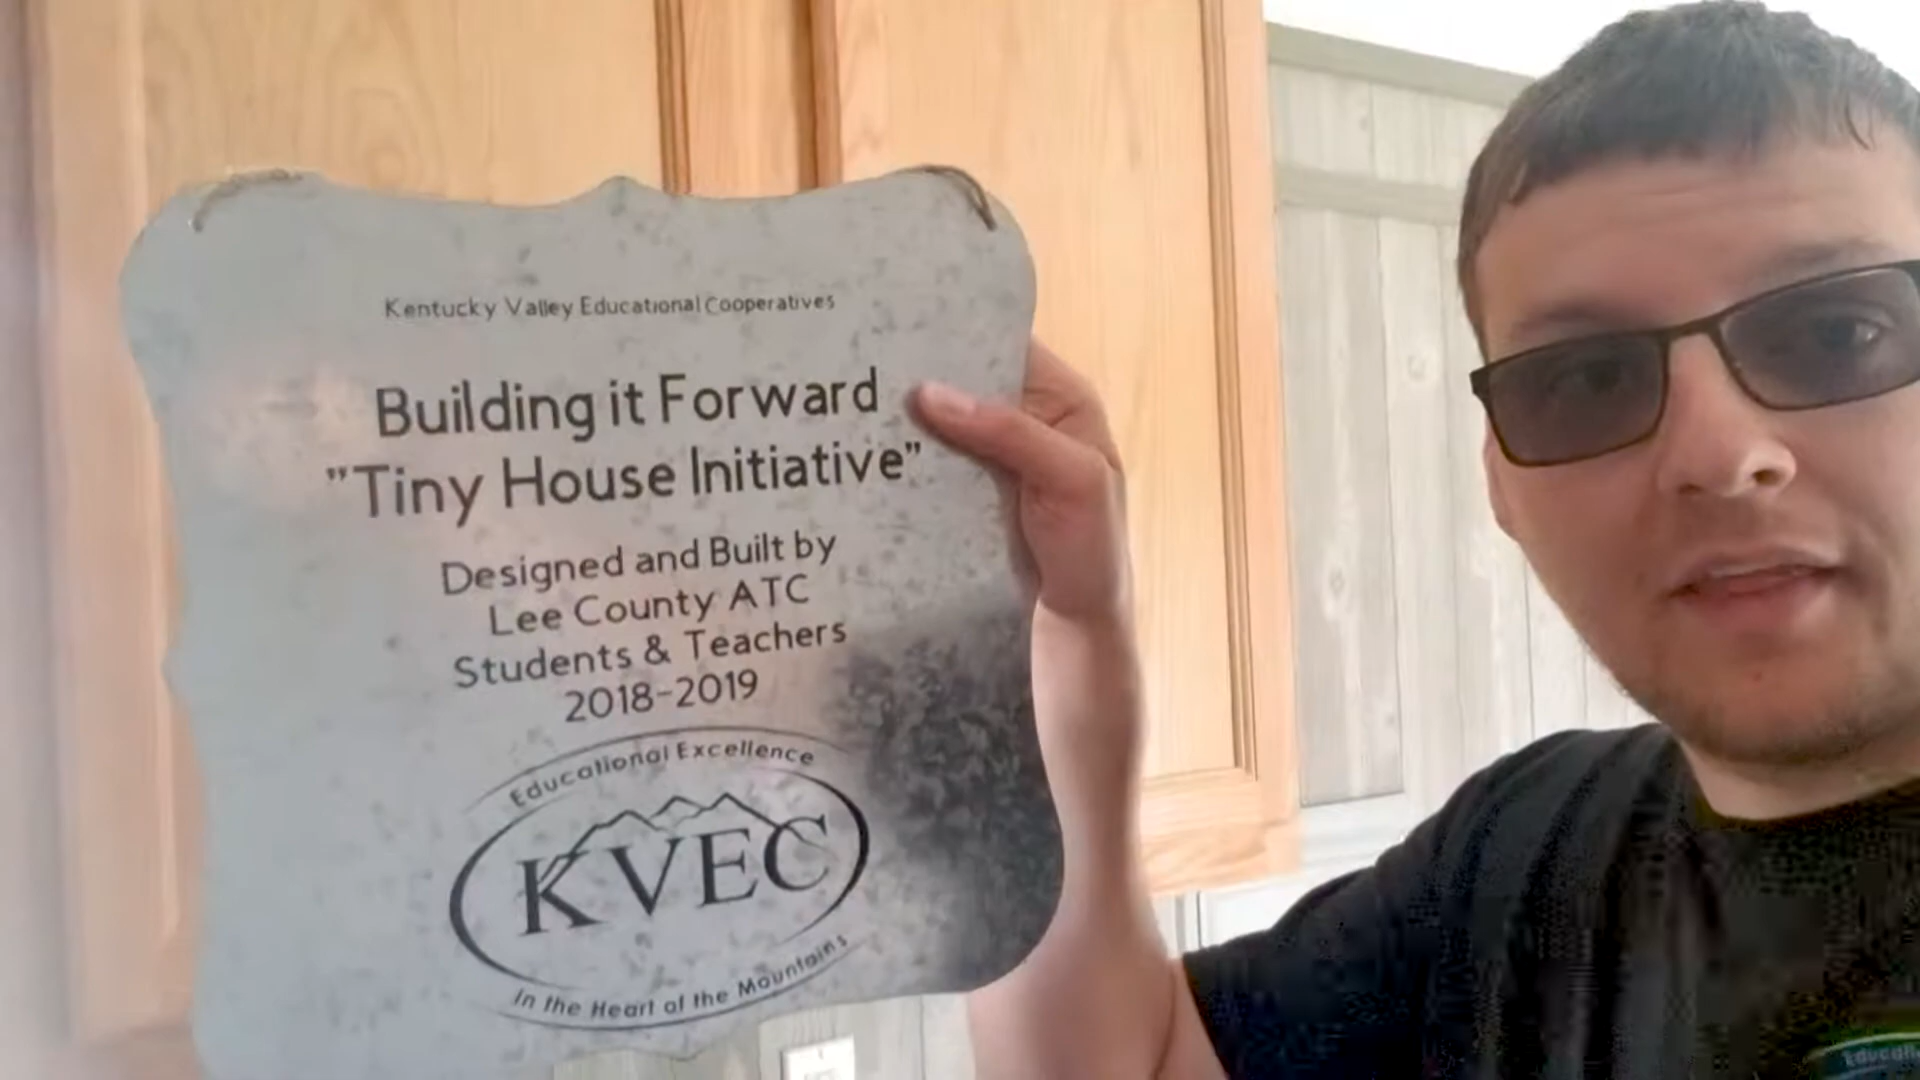 Kentucky Valley Educational Cooperatives
Building it Forward
"Tiny House Initiative"
Designed and Built by
Lee County ATC
Students & Teachers
2018-2019
Educational Excellence
KVEC
In the Heart of the Mountains